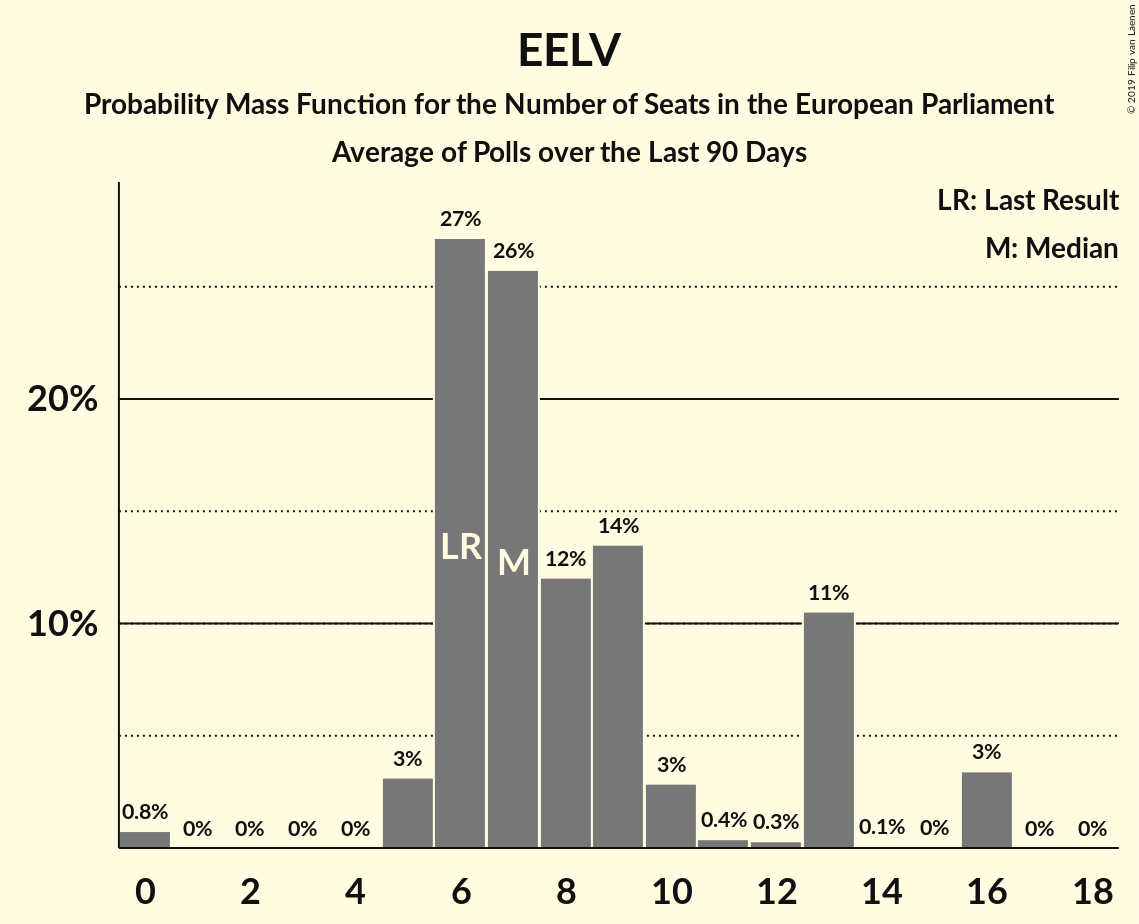 EELV
Probability Mass Function for the Number of Seats in the European Parliament
Average of Polls over the Last 90 Days
© 2019 Filip van Laenen
LR: Last Result
M: Median
27%
26%
20%
14%
12%
LR
M
11%
10%
3%
3%
3%
0.8%
0%
0%
0%
0%
0.4%
0.3%
0.1%
0%
0%
0%
0 2 4 6 8 10 12 14 16 18